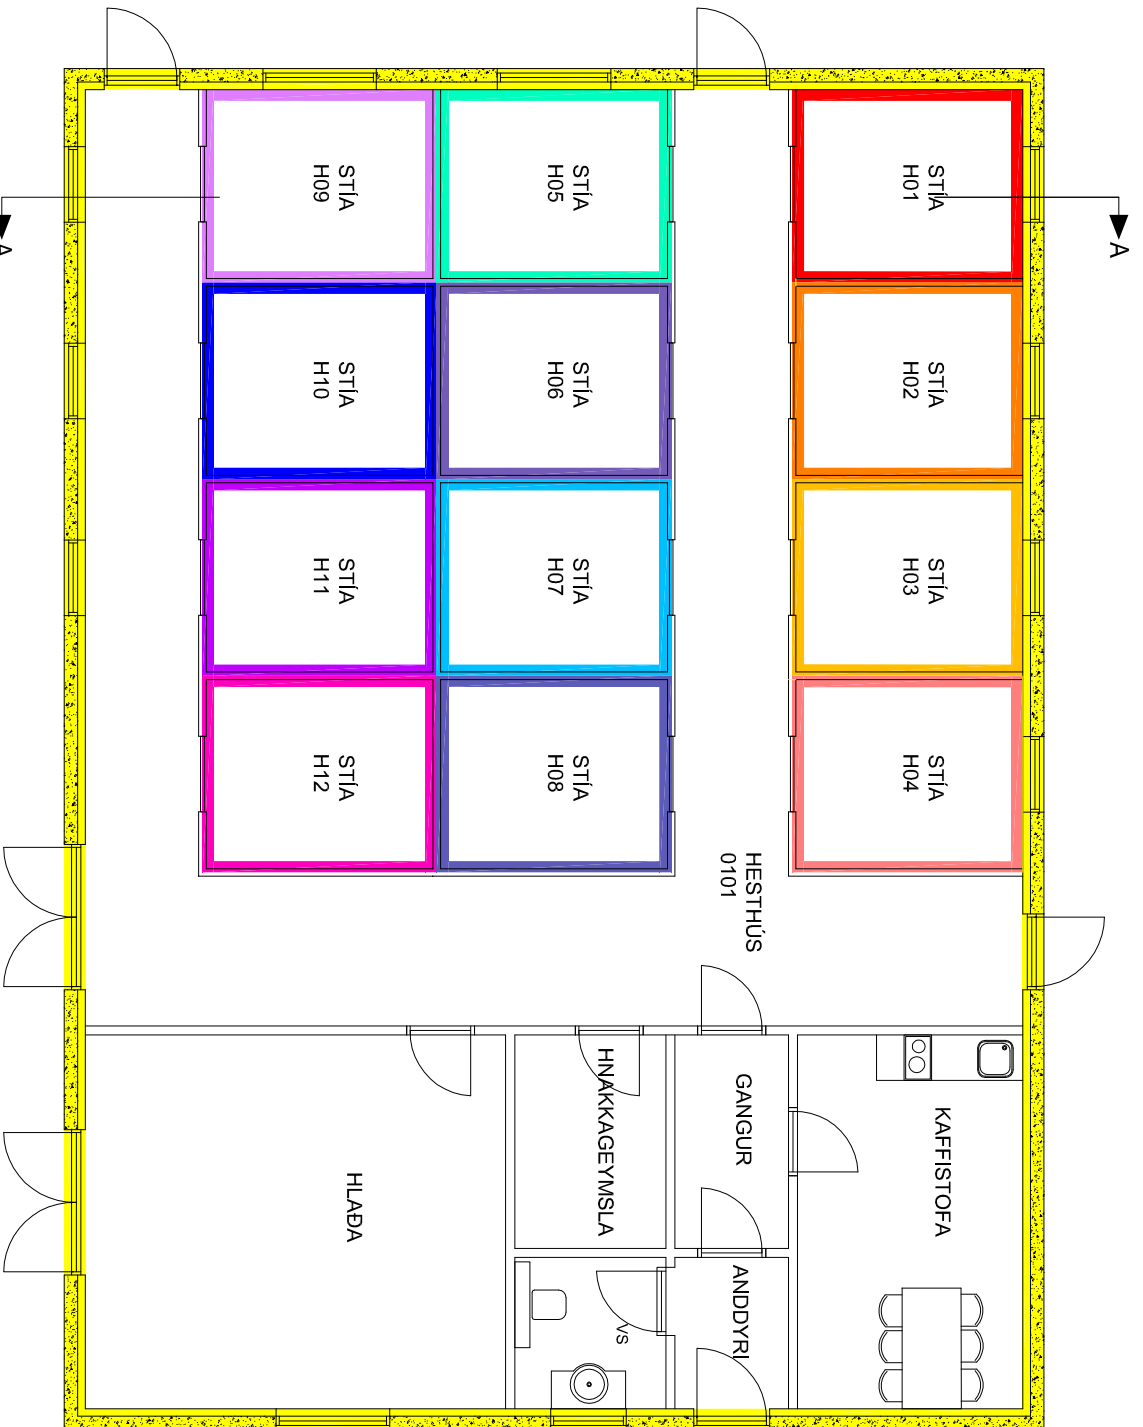 STÍA
H01
STÍA
H02
STÍA
H03
STÍA
H04
STÍA
H05
STÍA
H06
STÍA
H07
STÍA
H08
STÍA
H09
STÍA
H10
STÍA
H11
STÍA
H12
A
A
HESTHÚS
0101
KAFFISTOFA
GANGUR
ANDDYRI
HNAKKAGEYMSLA
VS
HLAÐA